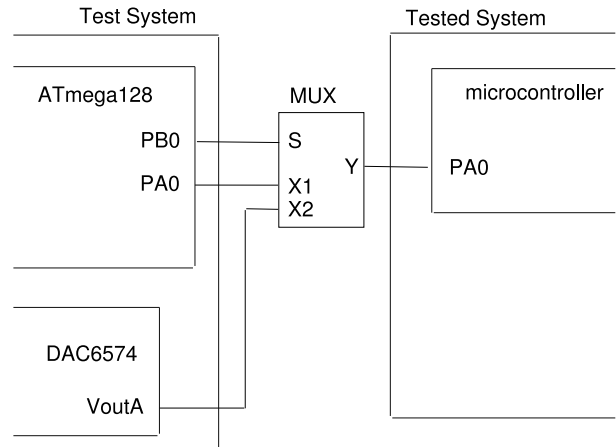 Test System
Tested System
ATmega128
MUX
microcontroller
PB0
S
Y
PA0
PA0
X1
X2
DAC6574
VoutA